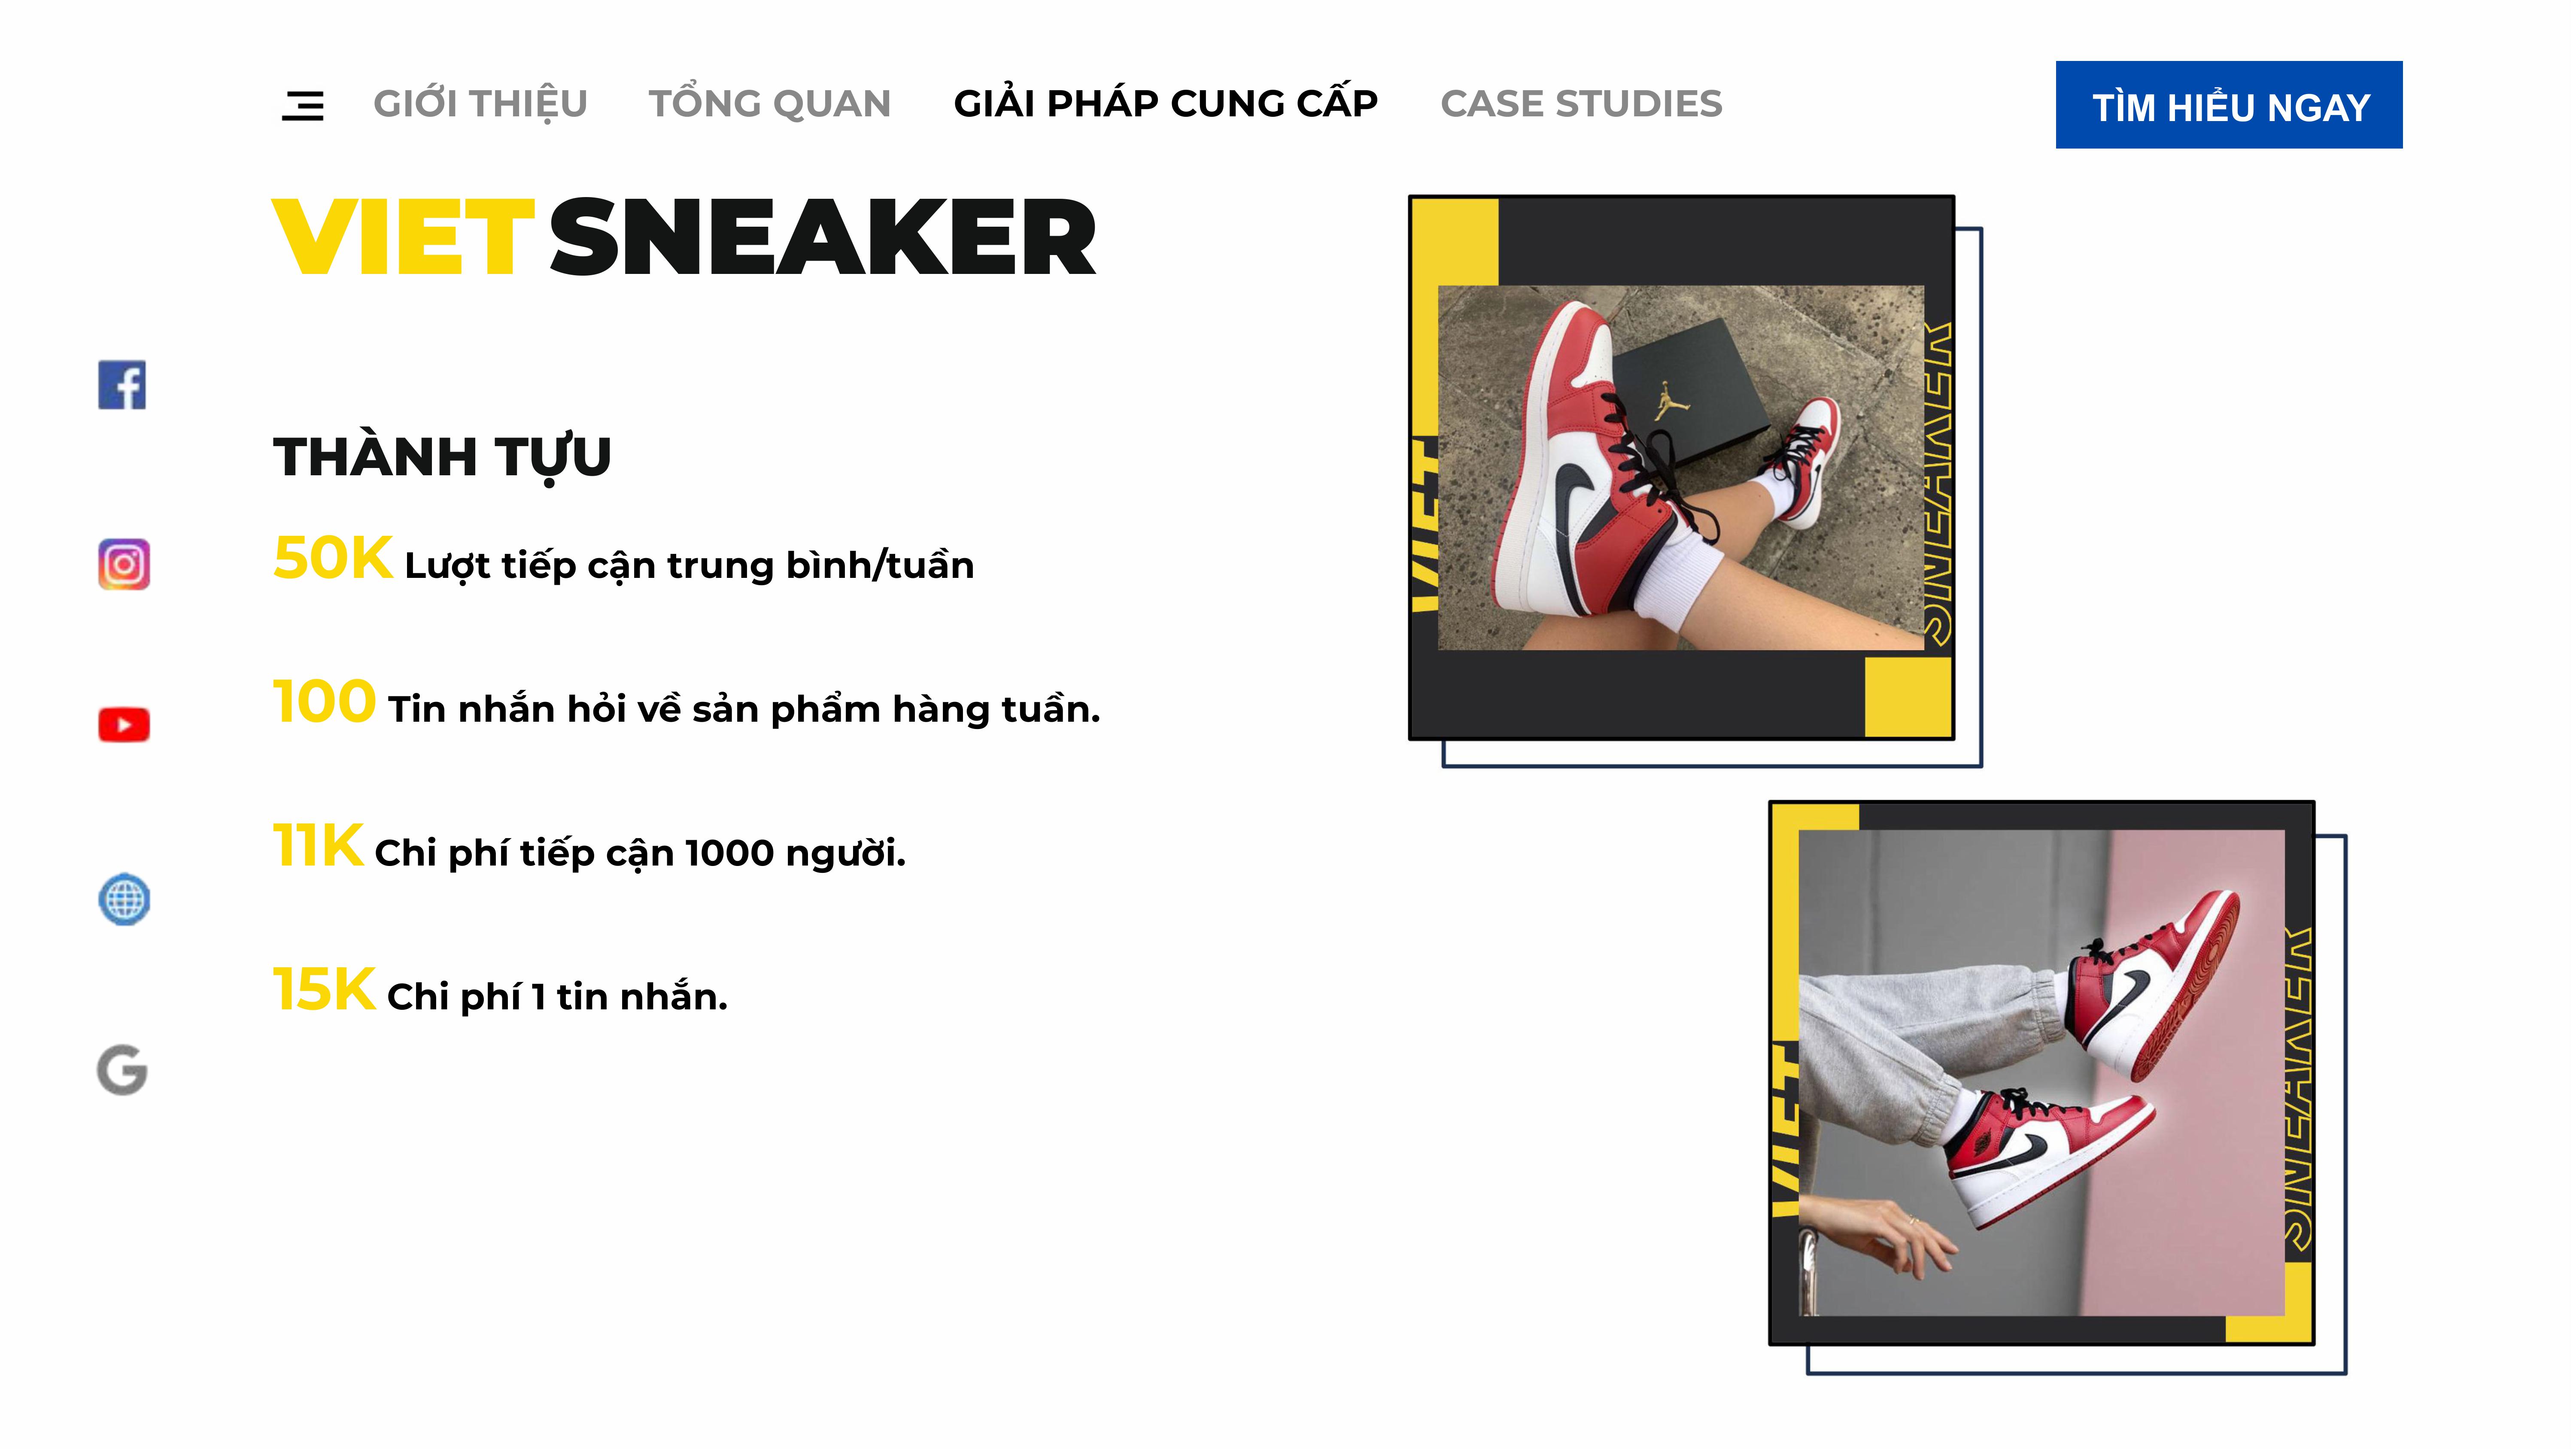 GIỚI THIỆU TỔNG QUAN GIẢI PHÁP CUNG CẤP CASE STUDIES TÌM HIỂU NGAY
VIET SNEAKER
THÀNH TỰU
50K Lượt tiếp cận trung bình/tuần
100 Tin nhắn hỏi về sản phẩm hàng tuần.
11K Chi phí tiếp cận 1000 người.
15K Chi phí 1 tin nhắn.
VIET
SNEAKER
VIET
SNEAKER